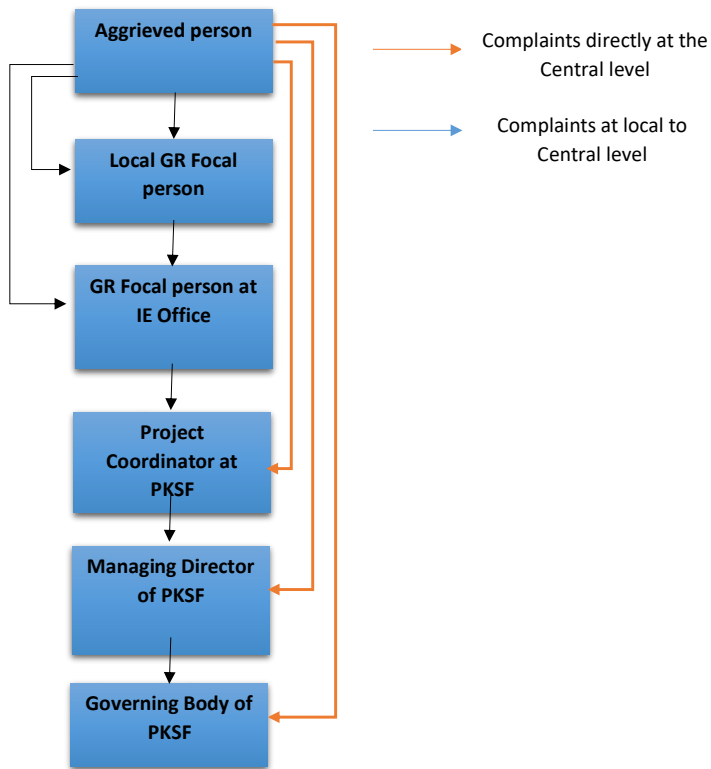 Aggrieved person
Complaints directly at the
Central level
Complaints at local to
Central level
Local GR Focal
person
GR Focal person at
IE Office
Project
Coordinator at
PKSF
Managing Director
of PKSF
Governing Body of
PKSF